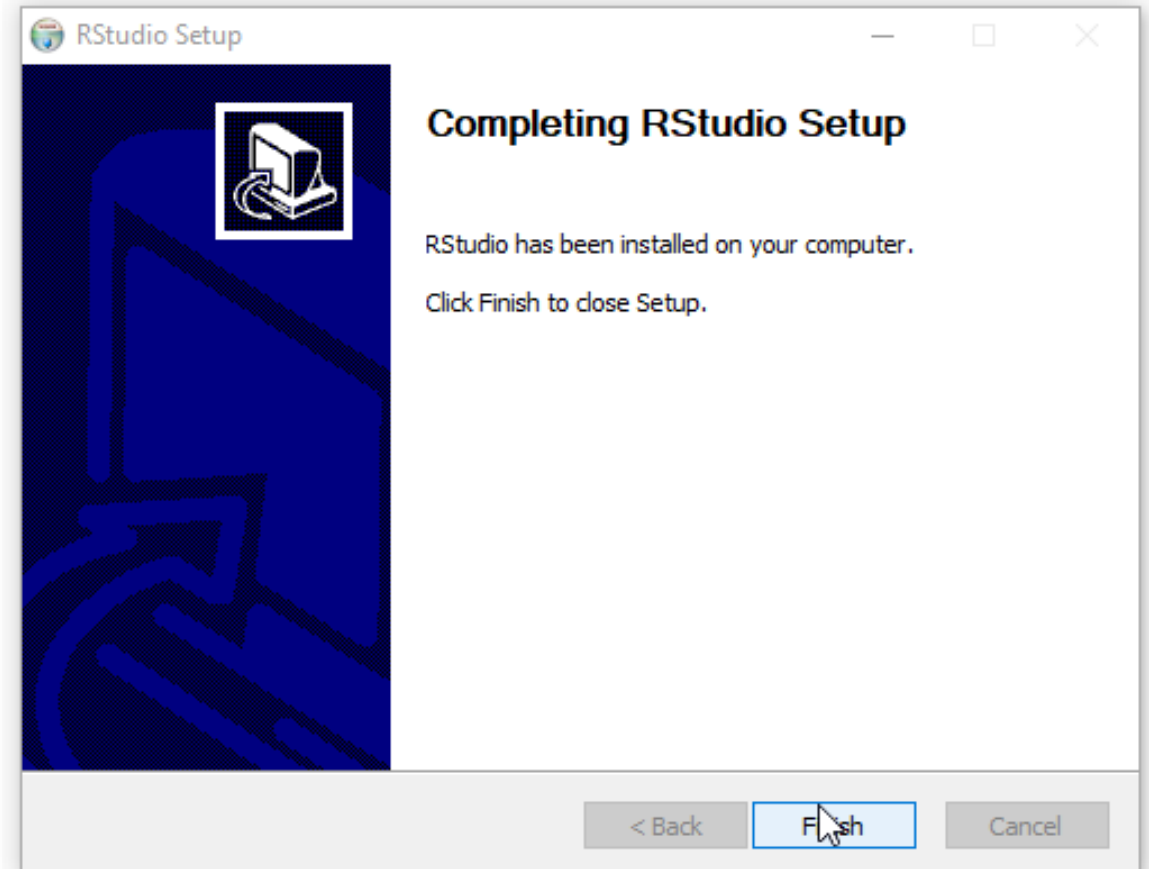 RStudio Setup
Completing RStudio Setup
RStudio has been installed on your computer.
Click Finish to close Setup.
< Back
Finish
Cancel